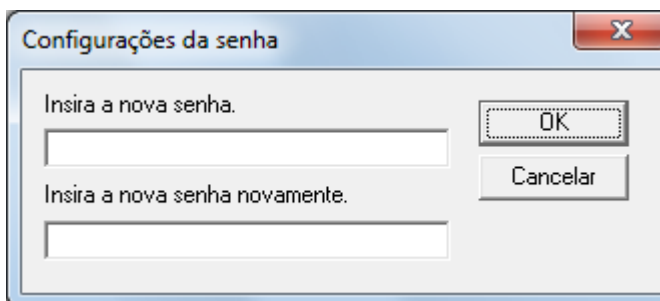 Configurações da senha
Insira a nova senha.
OK
Cancelar
Insira a nova senha novamente.